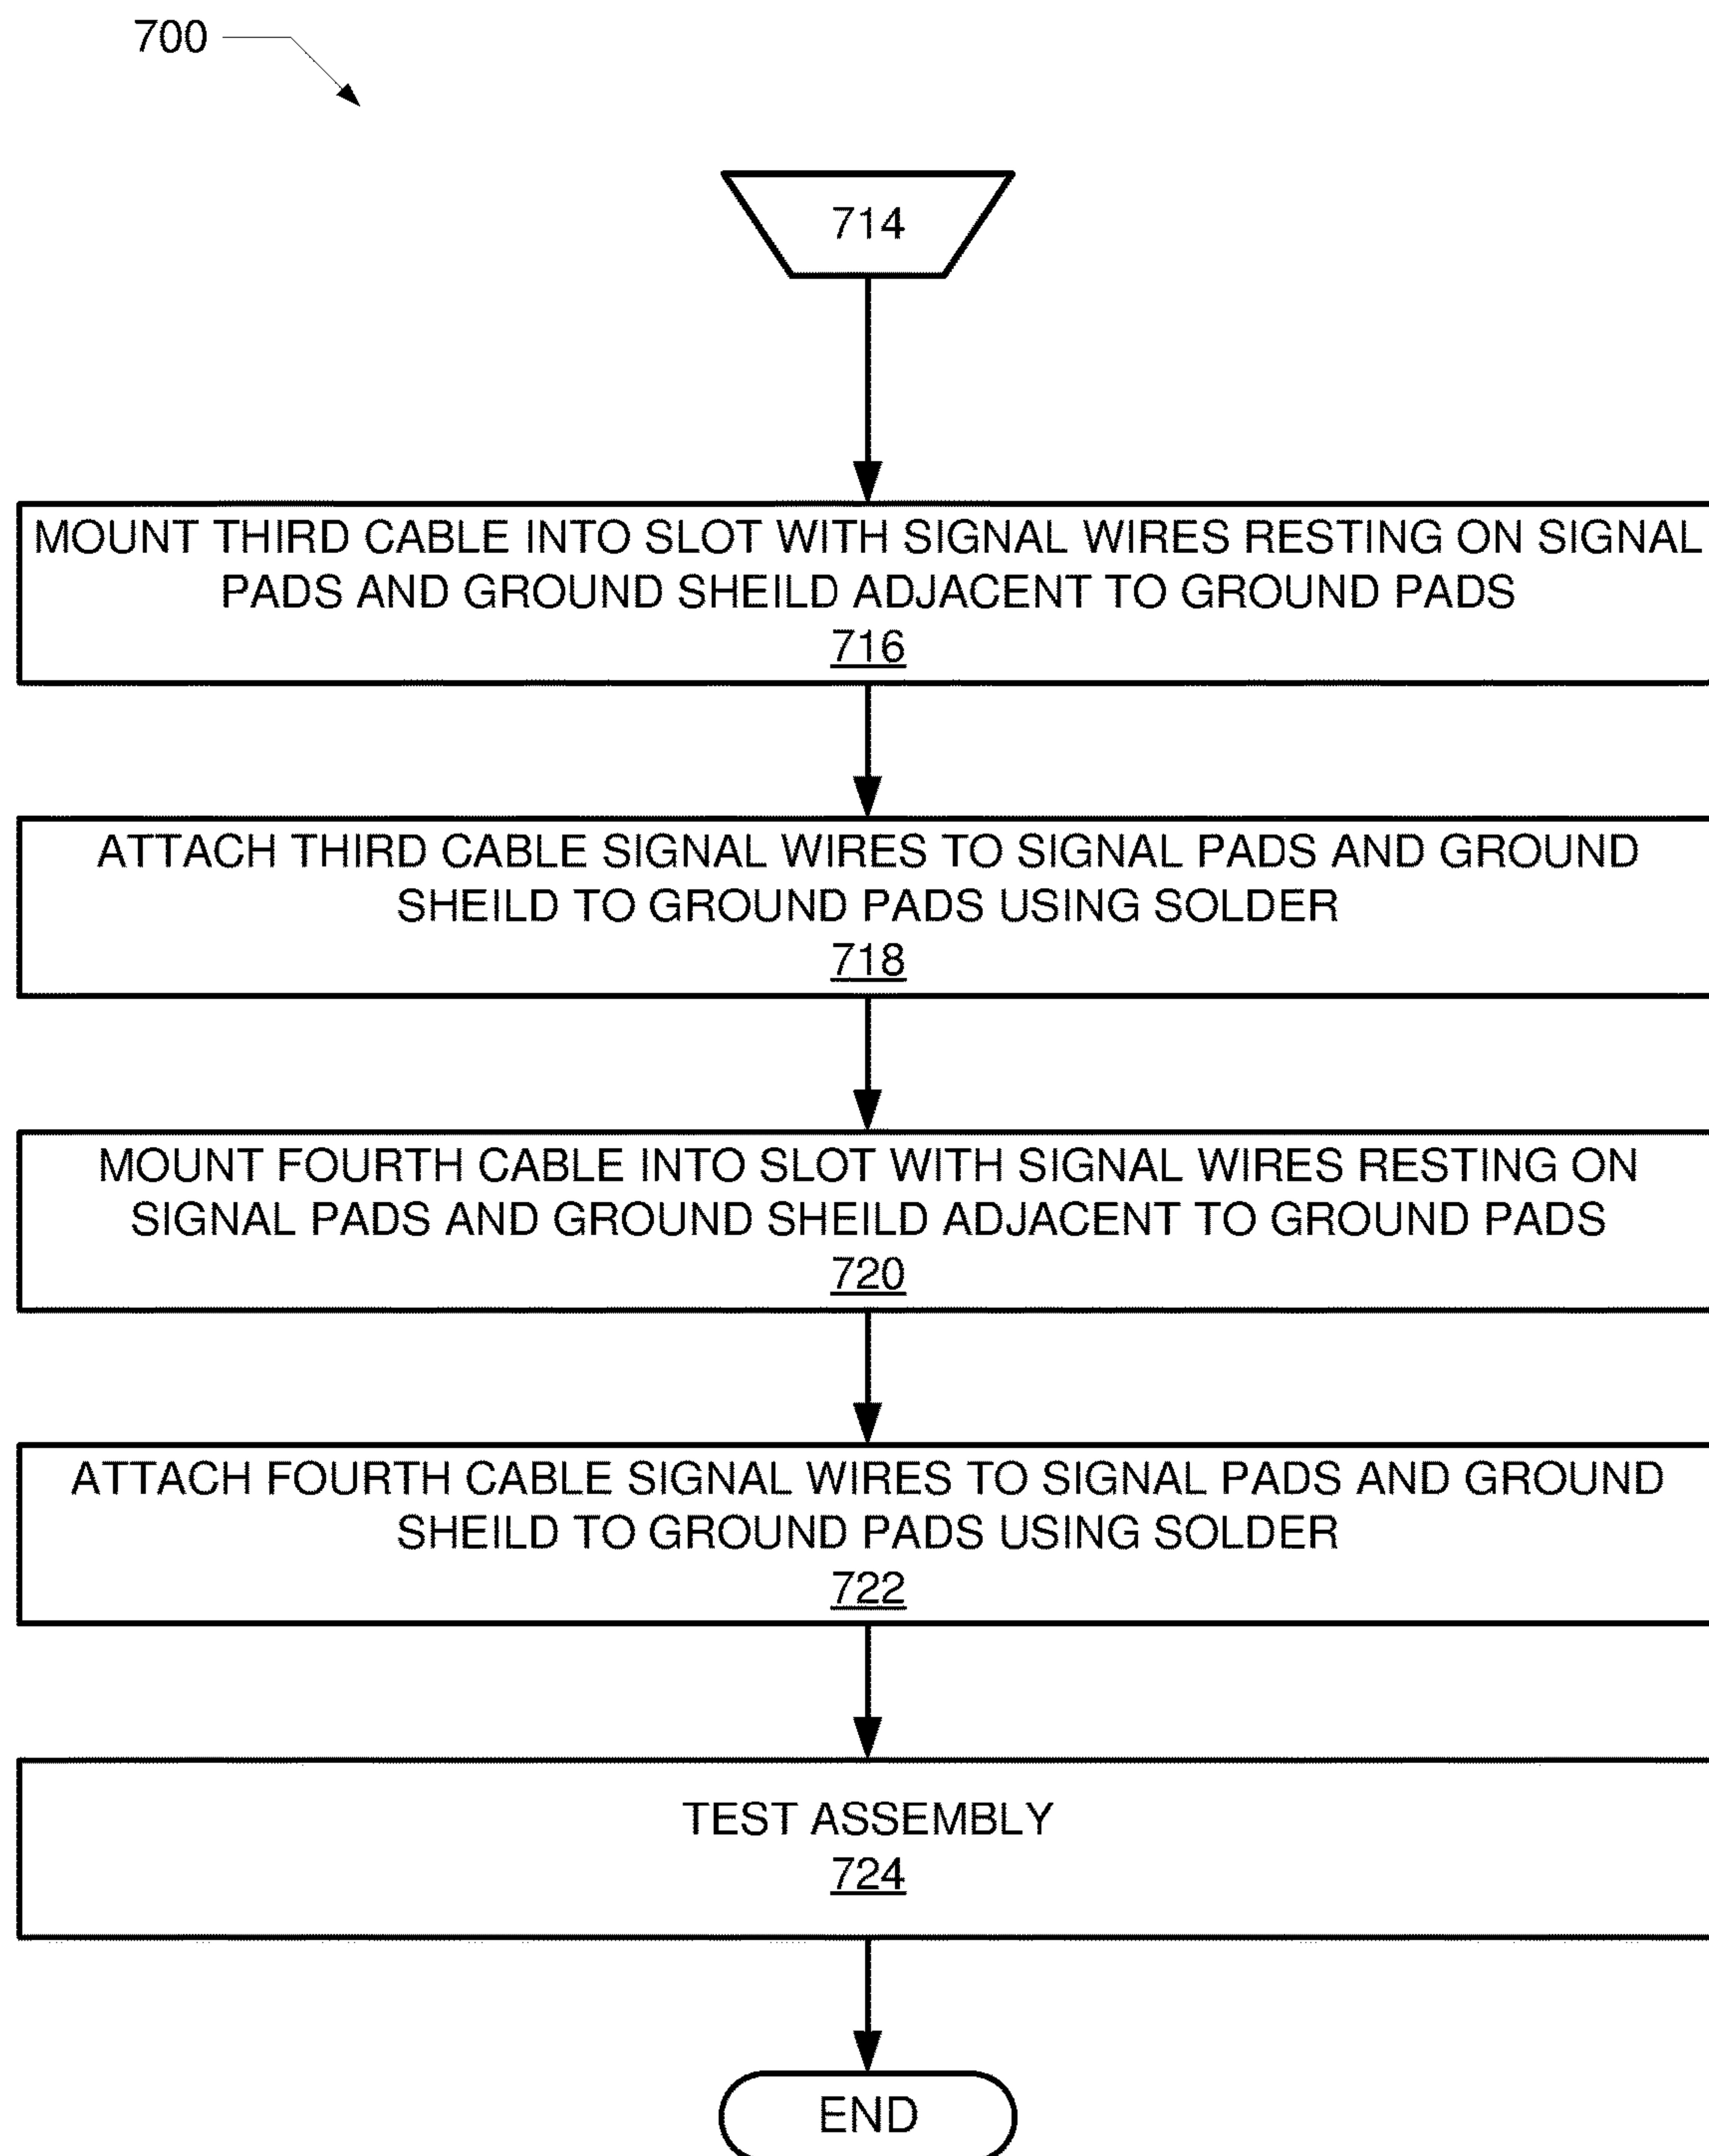 700
714
MOUNT THIRD CABLE INTO SLOT WITH SIGNAL WIRES RESTING ON SIGNAL
PADS AND GROUND SHEILD ADJACENT TO GROUND PADS
716
ATTACH THIRD CABLE SIGNAL WIRES TO SIGNAL PADS AND GROUND
SHEILD TO GROUND PADS USING SOLDER
718
MOUNT FOURTH CABLE INTO SLOT WITH SIGNAL WIRES RESTING ON
SIGNAL PADS AND GROUND SHEILD ADJACENT TO GROUND PADS
720
ATTACH FOURTH CABLE SIGNAL WIRES TO SIGNAL PADS AND GROUND
SHEILD TO GROUND PADS USING SOLDER
722
TEST ASSEMBLY
724
END